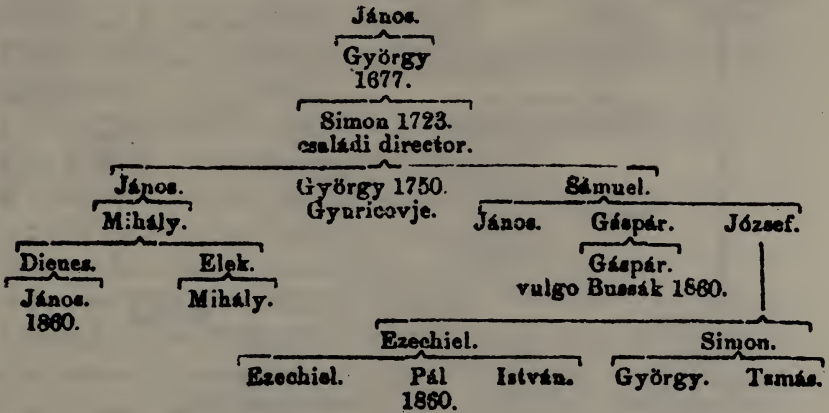 János.
György
1677.
Simon 1723.
családi director.
János. György 1750. Sámuel.
Gyuricovje.
Mihály. János. Gáspár. József.
Dienes. Elek. Gáspár.
János. Mihály. vulgo Bussák 1860.
1860.
Ezechiel. Simon.
Ezechiel. Pál István. György. Tamás.
1860.